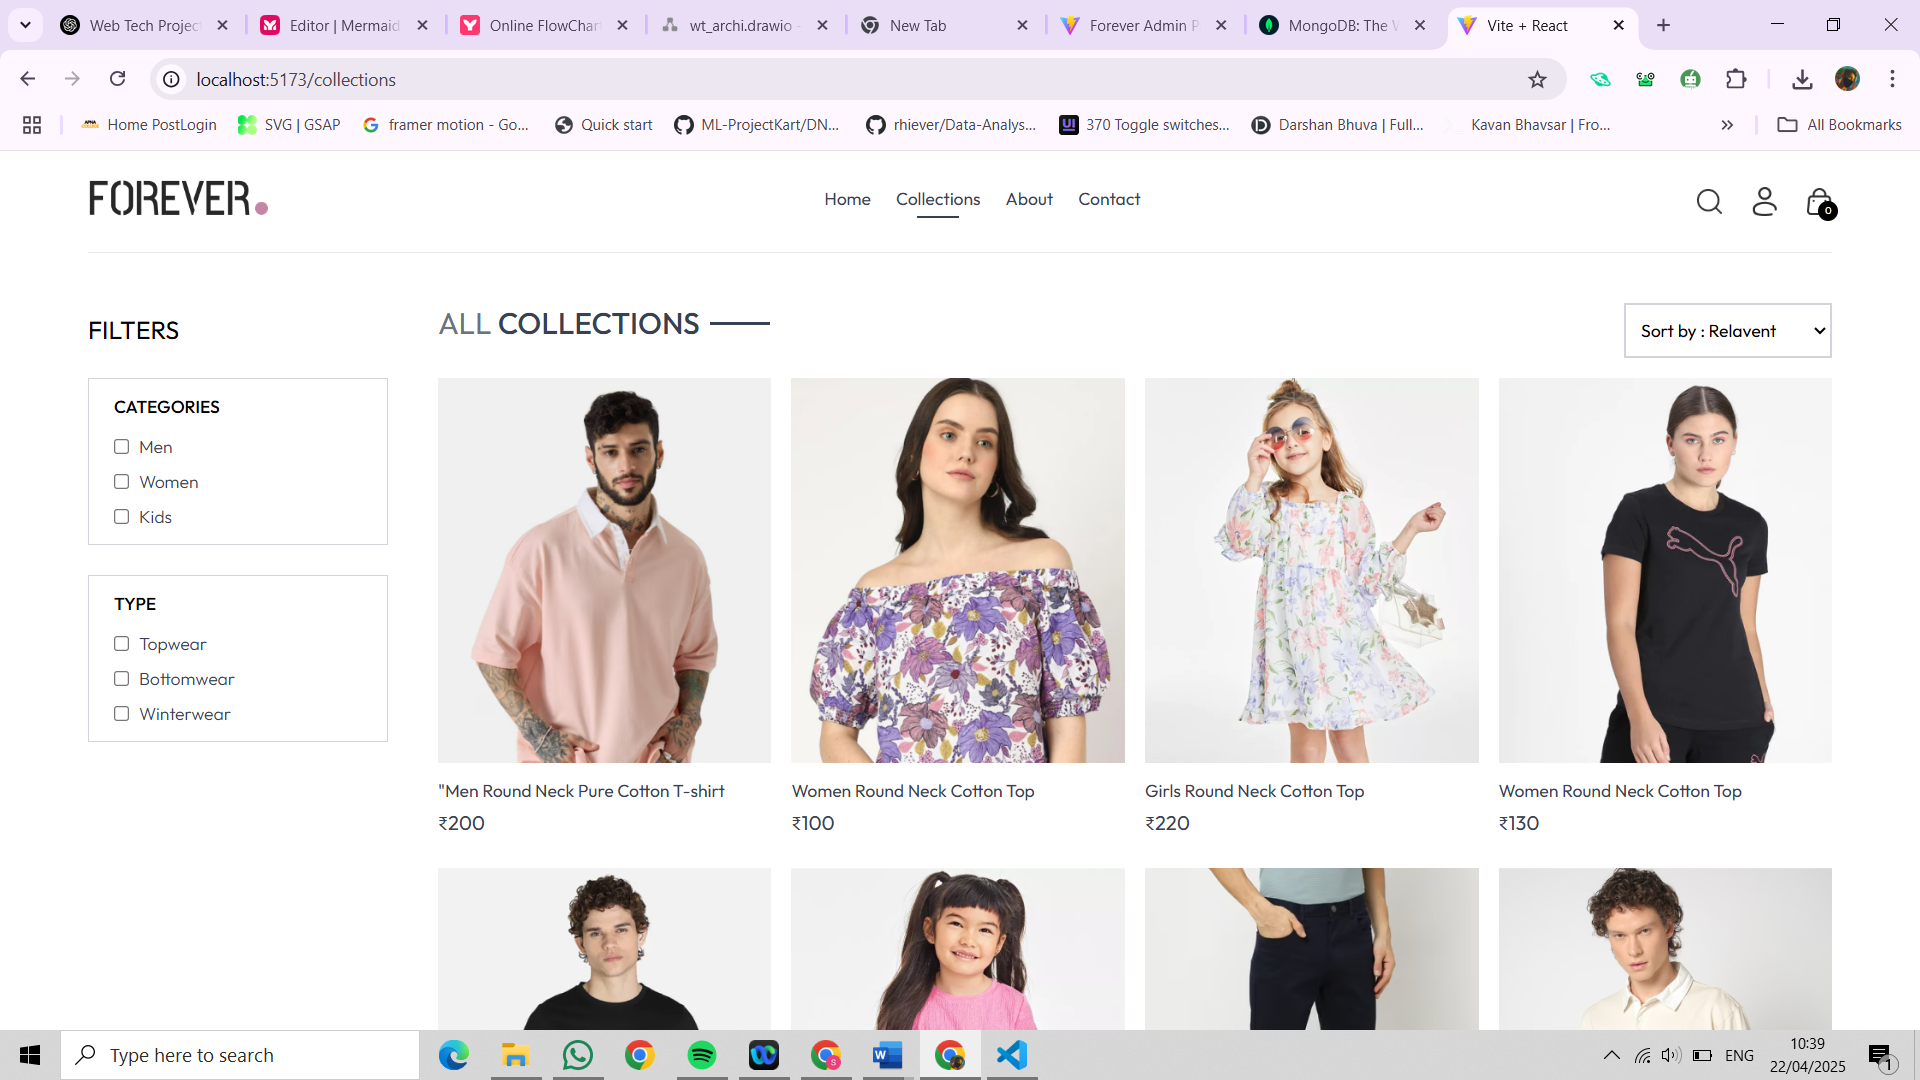 Web Tech Project
Editor | Mermaid
Online FlowChar
wt_archi.drawio -
New Tab
Forever Admin P
MongoDB: The W
Vite + React
localhost:5173/collections
Home PostLogin
SVG | GSAP
framer motion - Go...
Quick start
ML-ProjectKart/DN...
rhiever/Data-Analys...
370 Toggle switches...
Darshan Bhuva | Full...
Kavan Bhavsar | Fro...
All Bookmarks
FOREVER.
Home
Collections
About
Contact
0
FILTERS
CATEGORIES
Men
Women
Kids
TYPE
Topwear
Bottomwear
Winterwear
ALL COLLECTIONS
Sort by : Relavent
"Men Round Neck Pure Cotton T-shirt
₹200
Women Round Neck Cotton Top
₹100
Girls Round Neck Cotton Top
₹220
Women Round Neck Cotton Top
₹130
Type here to search
ENG
10:39
22/04/2025
1